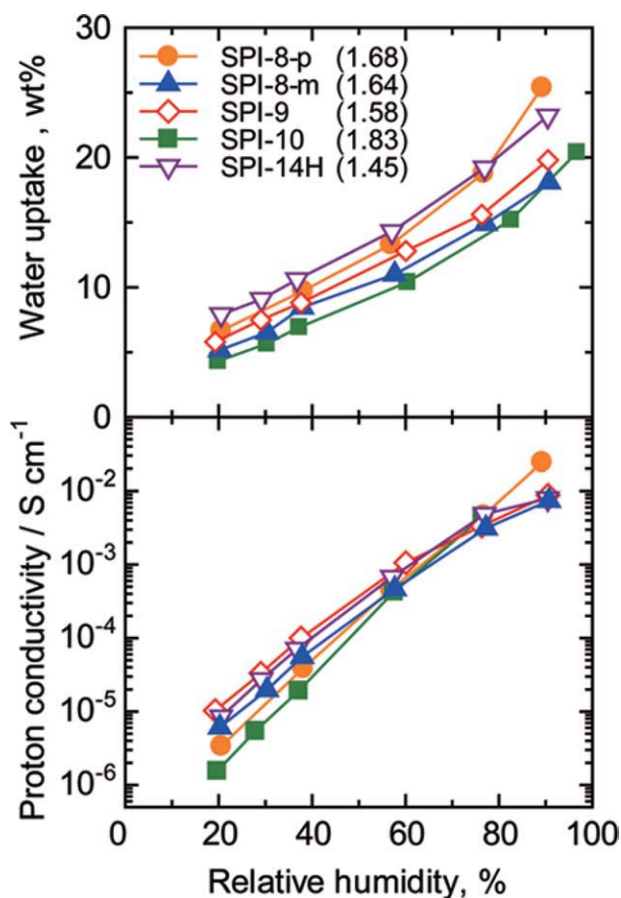 30
SPI-8-p (1.68)
SPI-8-m (1.64)
SPI-9 (1.58)
SPI-10 (1.83)
SPI-14H (1.45)
20
10
0
Water uptake , wt%
10⁻²
10⁻³
10⁻⁴
10⁻⁵
10⁻⁶
Proton conductivity / S cm⁻¹
0 20 40 60 80 100
Relative humidity, %